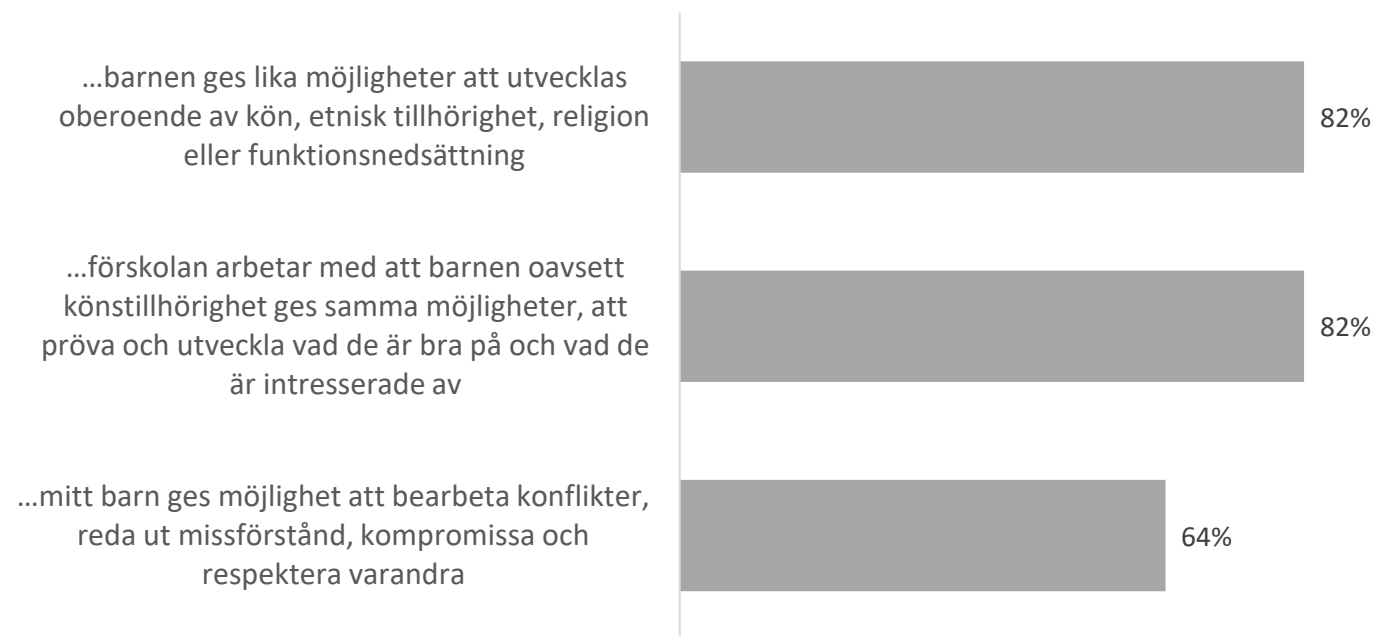 …barnen ges lika möjligheter att utvecklas
oberoende av kön, etnisk tillhörighet, religion
eller funktionsnedsättning
82%
…förskolan arbetar med att barnen oavsett
könstillhörighet ges samma möjligheter, att
pröva och utveckla vad de är bra på och vad de
är intresserade av
82%
…mitt barn ges möjlighet att bearbeta konflikter,
reda ut missförstånd, kompromissa och
respektera varandra
64%